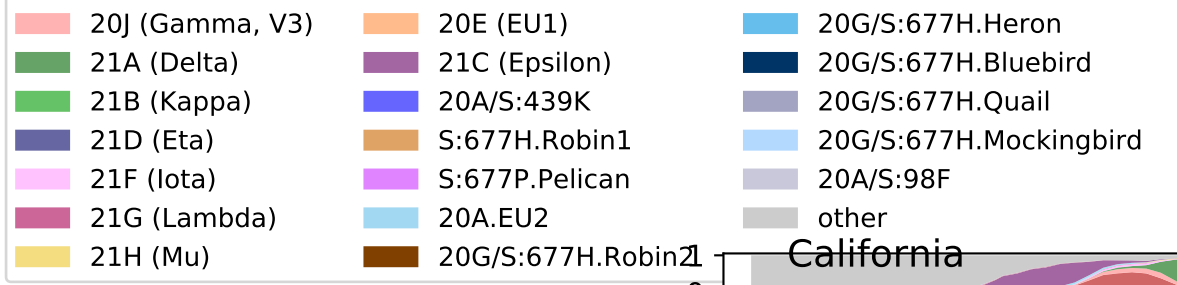 20J (Gamma, V3) 20E (EU1) 20G/S:677H.Heron
21A (Delta) 21C (Epsilon) 20G/S:677H.Bluebird
21B (Kappa) 20A/S:439K 20G/S:677H.Quail
21D (Eta) S:677H.Robin1 20G/S:677H.Mockingbird
21F (Iota) S:677P.Pelican 20A/S:98F
21G (Lambda) 20A.EU2 other
21H (Mu) 20G/S:677H.Robin2 1 California